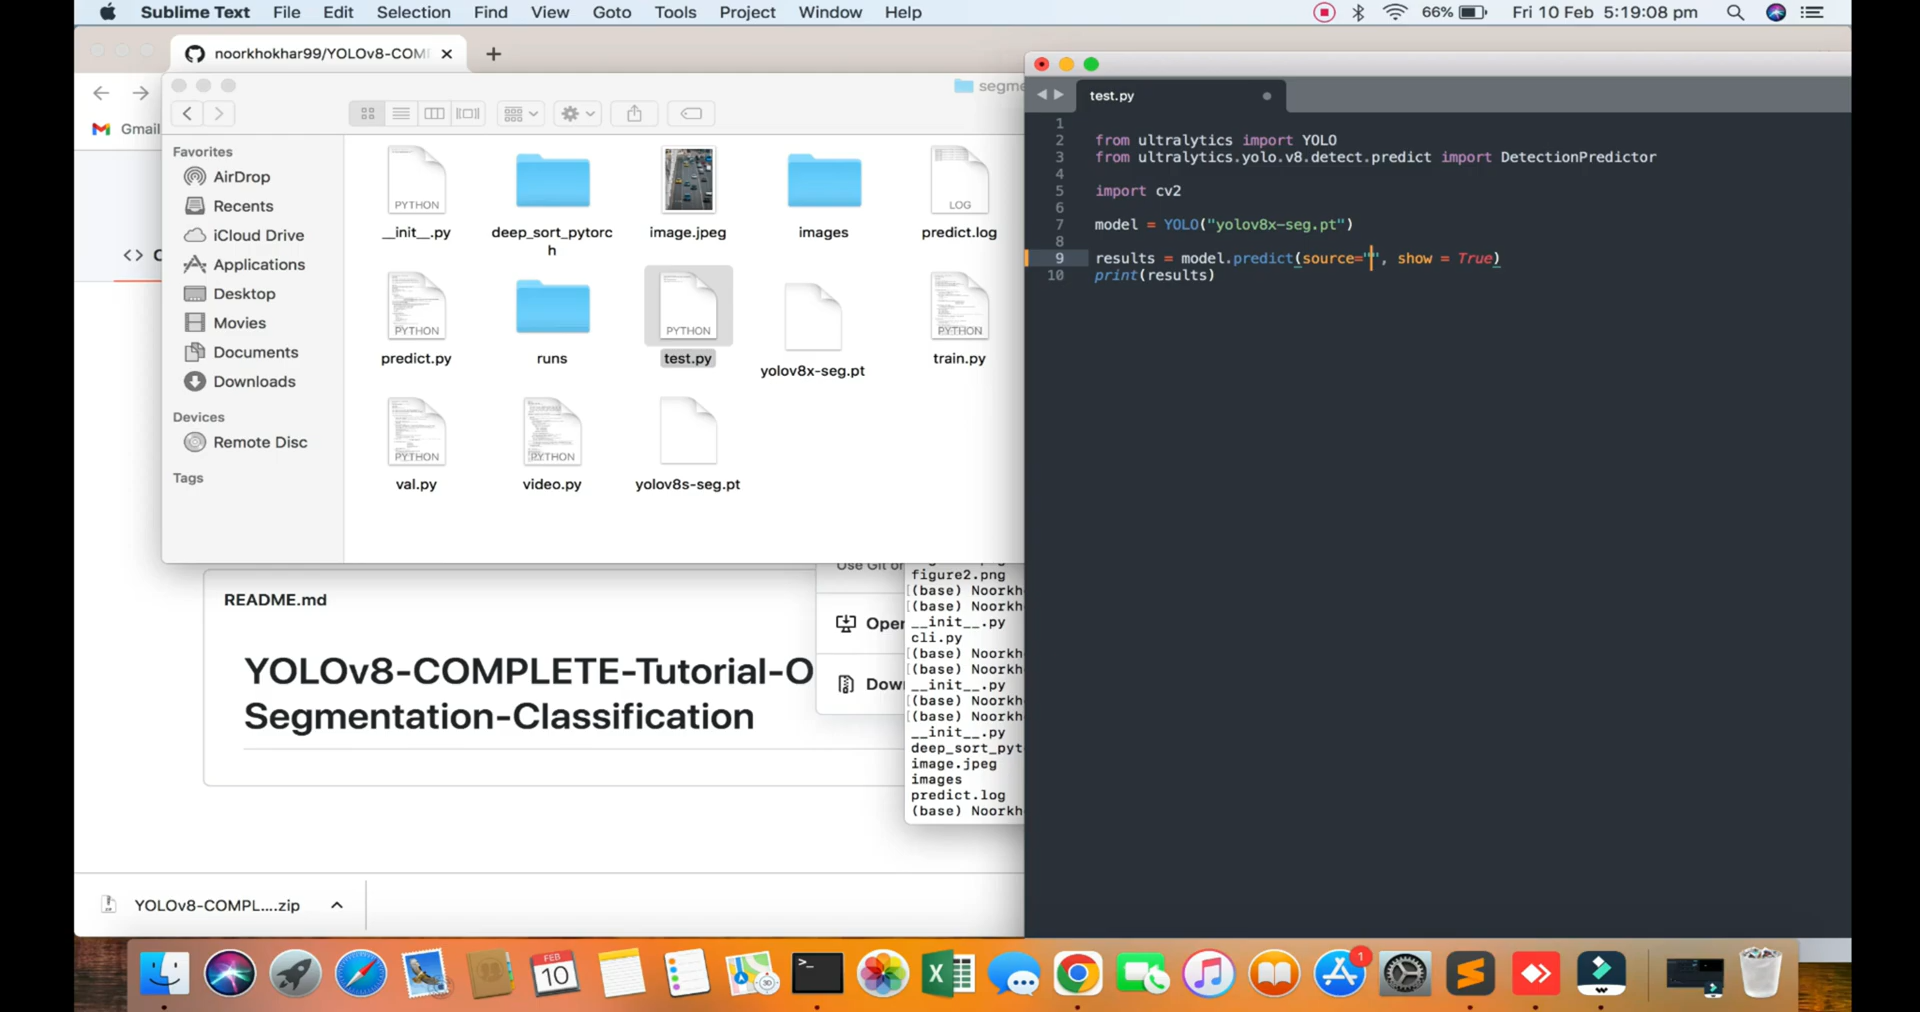 Sublime Text File Edit Selection Find View Goto Tools Project Window Help 66% Fri 10 Feb 5:19:08 pm
noorkhokhar99/YOLOv8-COM
Gmail
segme
Favorites
AirDrop
Recents
iCloud Drive
Applications
Desktop
Movies
Documents
Downloads
Devices
Remote Disc
Tags
PYTHON
__init__.py
deep_sort_pytorc
h
image.jpeg
images
LOG
predict.log
PYTHON
predict.py
runs
PYTHON
test.py
yolov8x-seg.pt
PYTHON
train.py
PYTHON
val.py
PYTHON
video.py
yolov8s-seg.pt
README.md
YOLOv8-COMPLETE-Tutorial-O
Segmentation-Classification
Use Git or
Open
Dow
figure2.png
[(base) Noorkh
[(base) Noorkh
__init__.py
cli.py
[(base) Noorkh
[(base) Noorkh
__init__.py
[(base) Noorkh
[(base) Noorkh
__init__.py
deep_sort_pyt
image.jpeg
images
predict.log
(base) Noorkh
YOLOv8-COMPL....zip
test.py
1
2 from ultralytics import YOLO
3 from ultralytics.yolo.v8.detect.predict import DetectionPredictor
4
5 import cv2
6
7 model = YOLO("yolov8x-seg.pt")
8
9 results = model.predict(source="", show = True)
10 print(results)
FEB
10
1